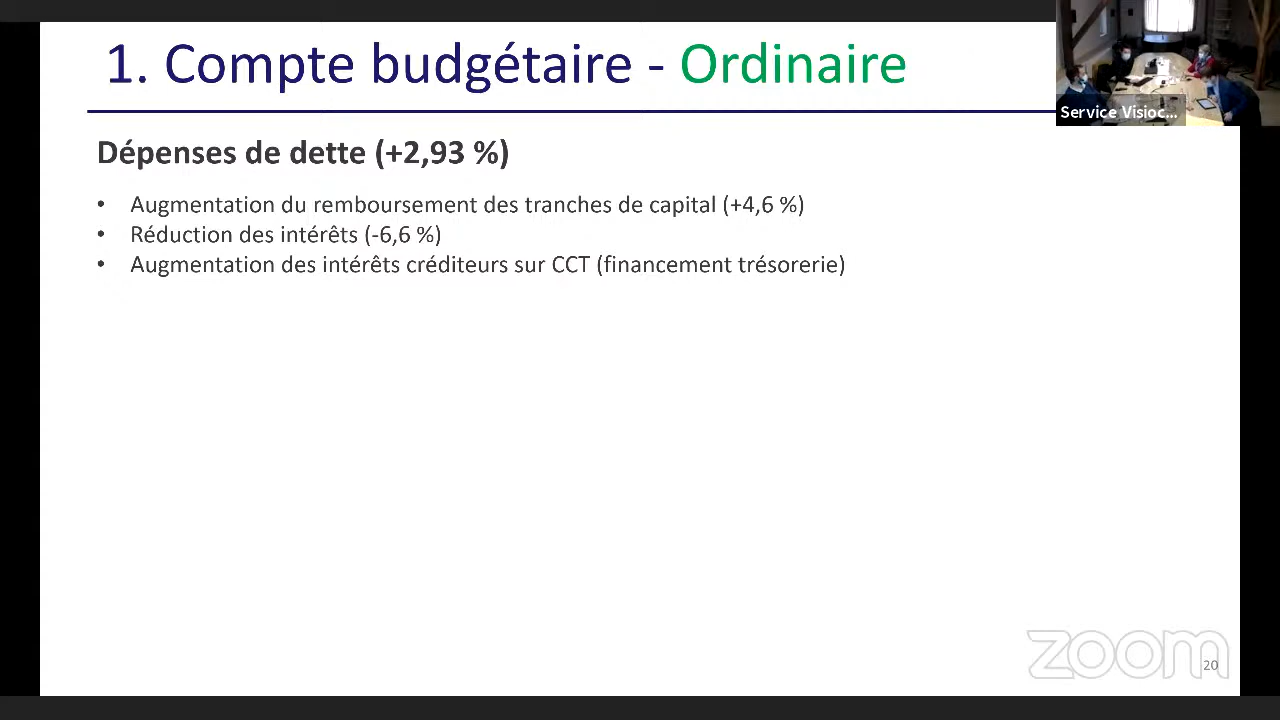 1. Compte budgétaire - Ordinaire
Service Visioc...
Dépenses de dette (+2,93 %)
• Augmentation du remboursement des tranches de capital (+4,6 %)
• Réduction des intérêts (-6,6 %)
• Augmentation des intérêts créditeurs sur CCT (financement trésorerie)
zoom
20